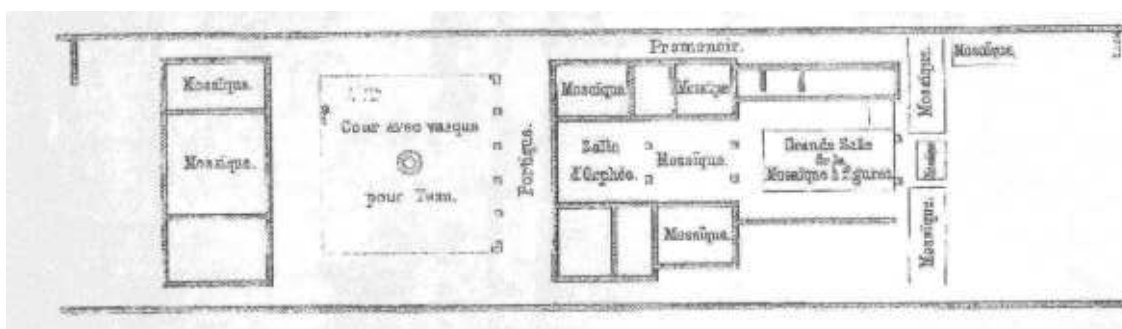 Promenoir.
Mosaïque.
Mosaïque.
Cour avec vasque
pour l'eau.
Portique.
Mosaïque
Mosaïque
Salle
d'Orphée.
Mosaïque.
Mosaïque.
Grande Salle
de la
Mosaïque à figures.
Mosaïque.
Mosaïque
Mosaïque.
Mosaïque.